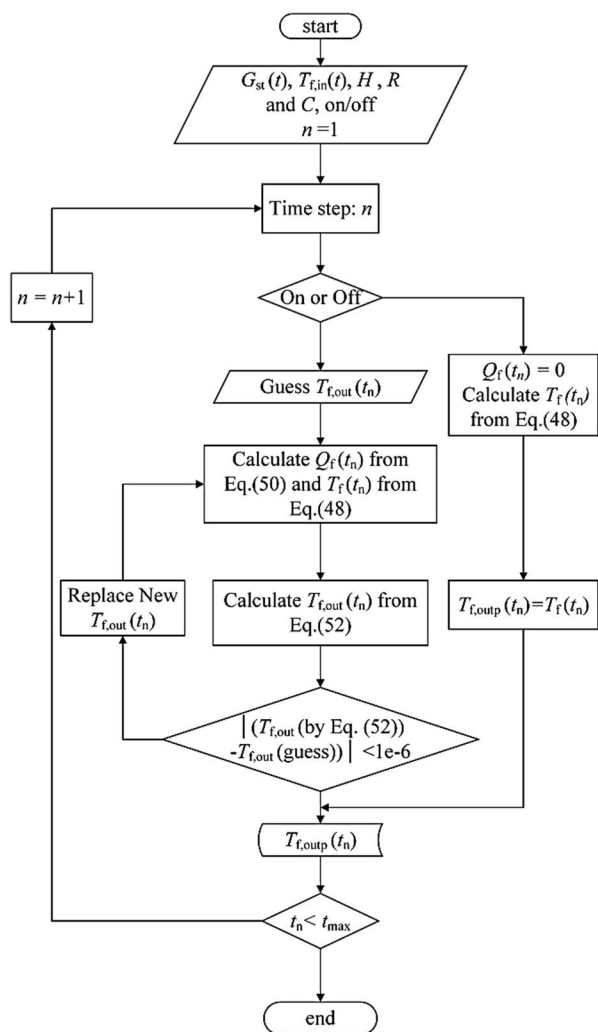 start
G_st(t), T_f,in(t), H, R
and C, on/off
n =1
Time step: n
n = n+1
On or Off
Guess T_f,out(t_n)
Q_f(t_n) = 0
Calculate T_f(t_n)
from Eq.(48)
Calculate Q_f(t_n) from
Eq.(50) and T_f(t_n) from
Eq.(48)
Replace New
T_f,out(t_n)
Calculate T_f,out(t_n) from
Eq.(52)
T_f,outp(t_n)=T_f(t_n)
|(T_f,out(by Eq. (52))
-T_f,out(guess))| <1e-6
T_f,outp(t_n)
t_n< t_max
end